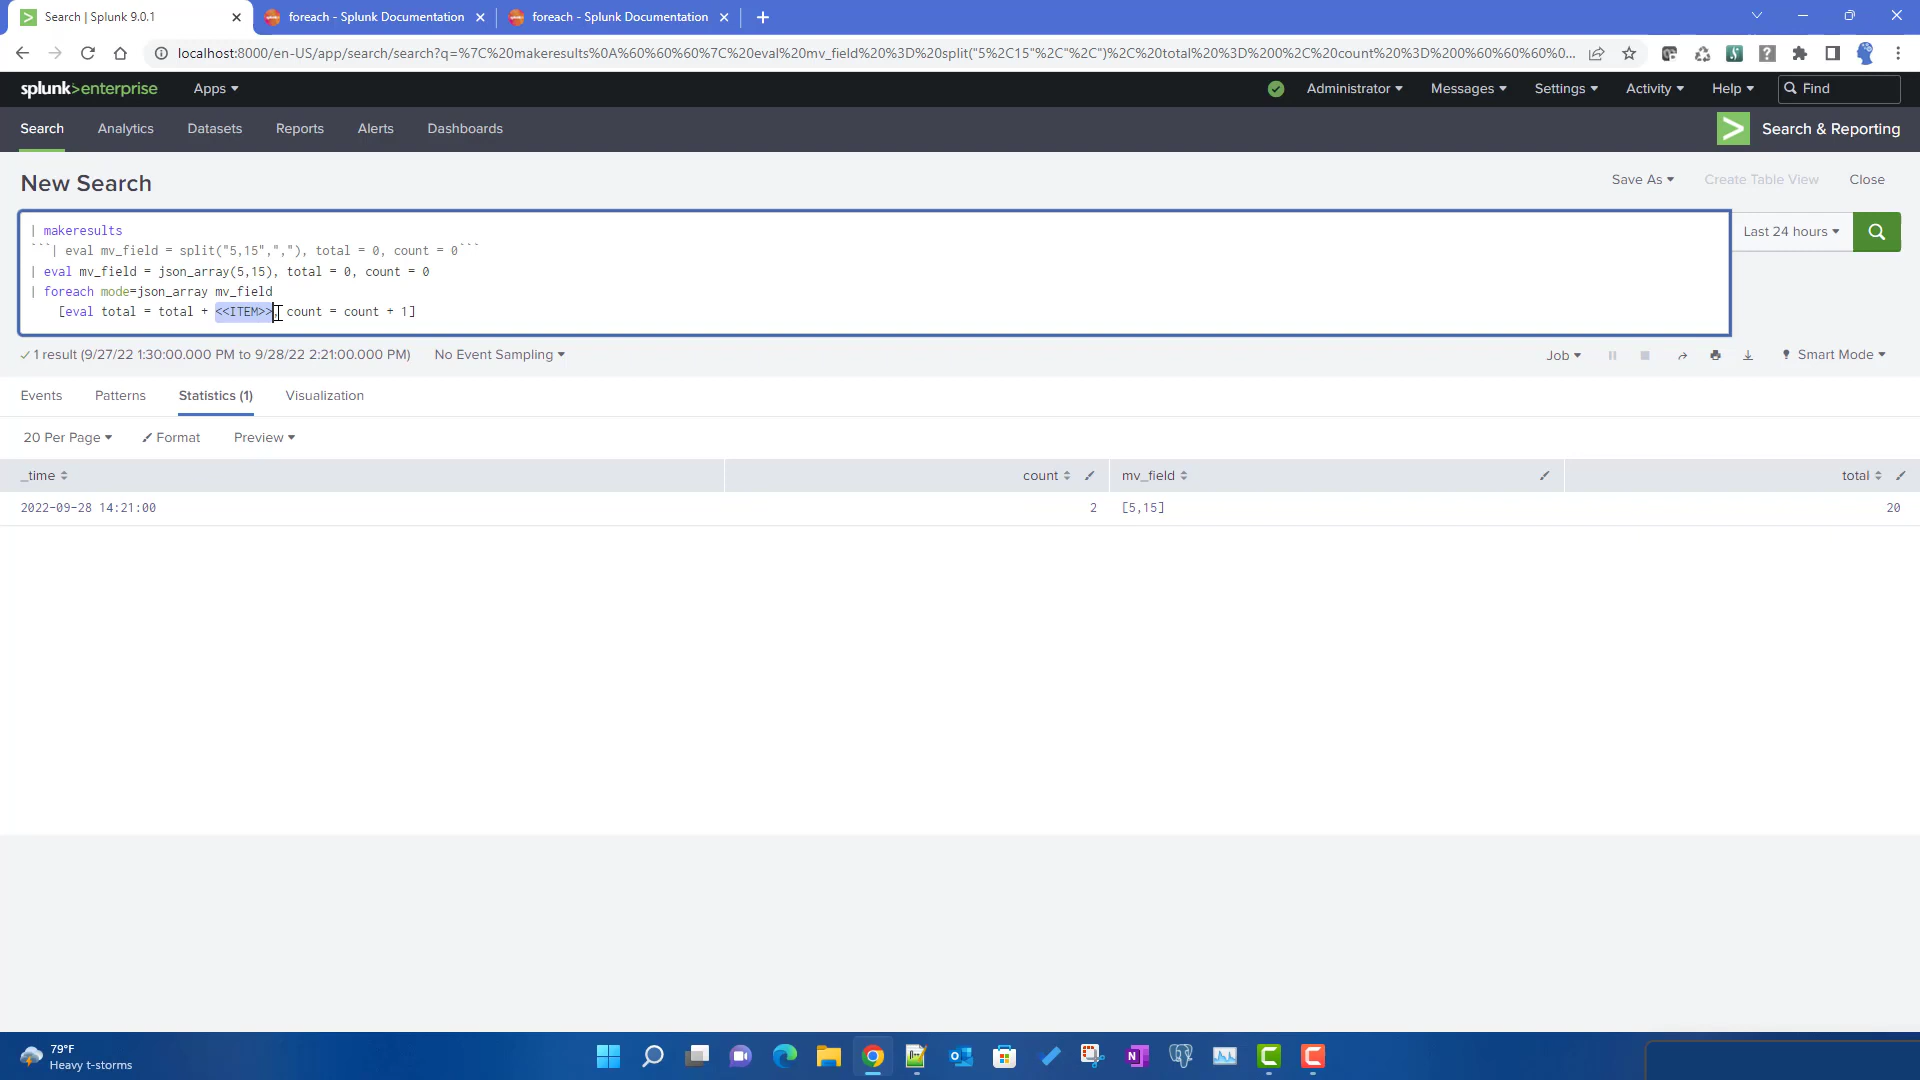 Search | Splunk 9.0.1
foreach - Splunk Documentation
foreach - Splunk Documentation
localhost:8000/en-US/app/search/search?q=%7C%20makeresults%0A%60%60%60%7C%20eval%20mv_field%20%3D%20split("5%2C15"%2C"%2C")%2C%20total%20%3D%200%2C%20count%20%3D%200%60%60%60%0...
splunk>enterprise
Apps
Administrator
Messages
Settings
Activity
Help
Find
Search
Analytics
Datasets
Reports
Alerts
Dashboards
Search & Reporting
New Search
Save As
Create Table View
Close
| makeresults
```| eval mv_field = split("5,15",","), total = 0, count = 0```
| eval mv_field = json_array(5,15), total = 0, count = 0
| foreach mode=json_array mv_field
[eval total = total + <<ITEM>>, count = count + 1]
Last 24 hours
1 result (9/27/22 1:30:00.000 PM to 9/28/22 2:21:00.000 PM)
No Event Sampling
Job
Smart Mode
Events
Patterns
Statistics (1)
Visualization
20 Per Page
Format
Preview
_time
count
mv_field
total
2022-09-28 14:21:00
2
[5,15]
20
79°F
Heavy t-storms